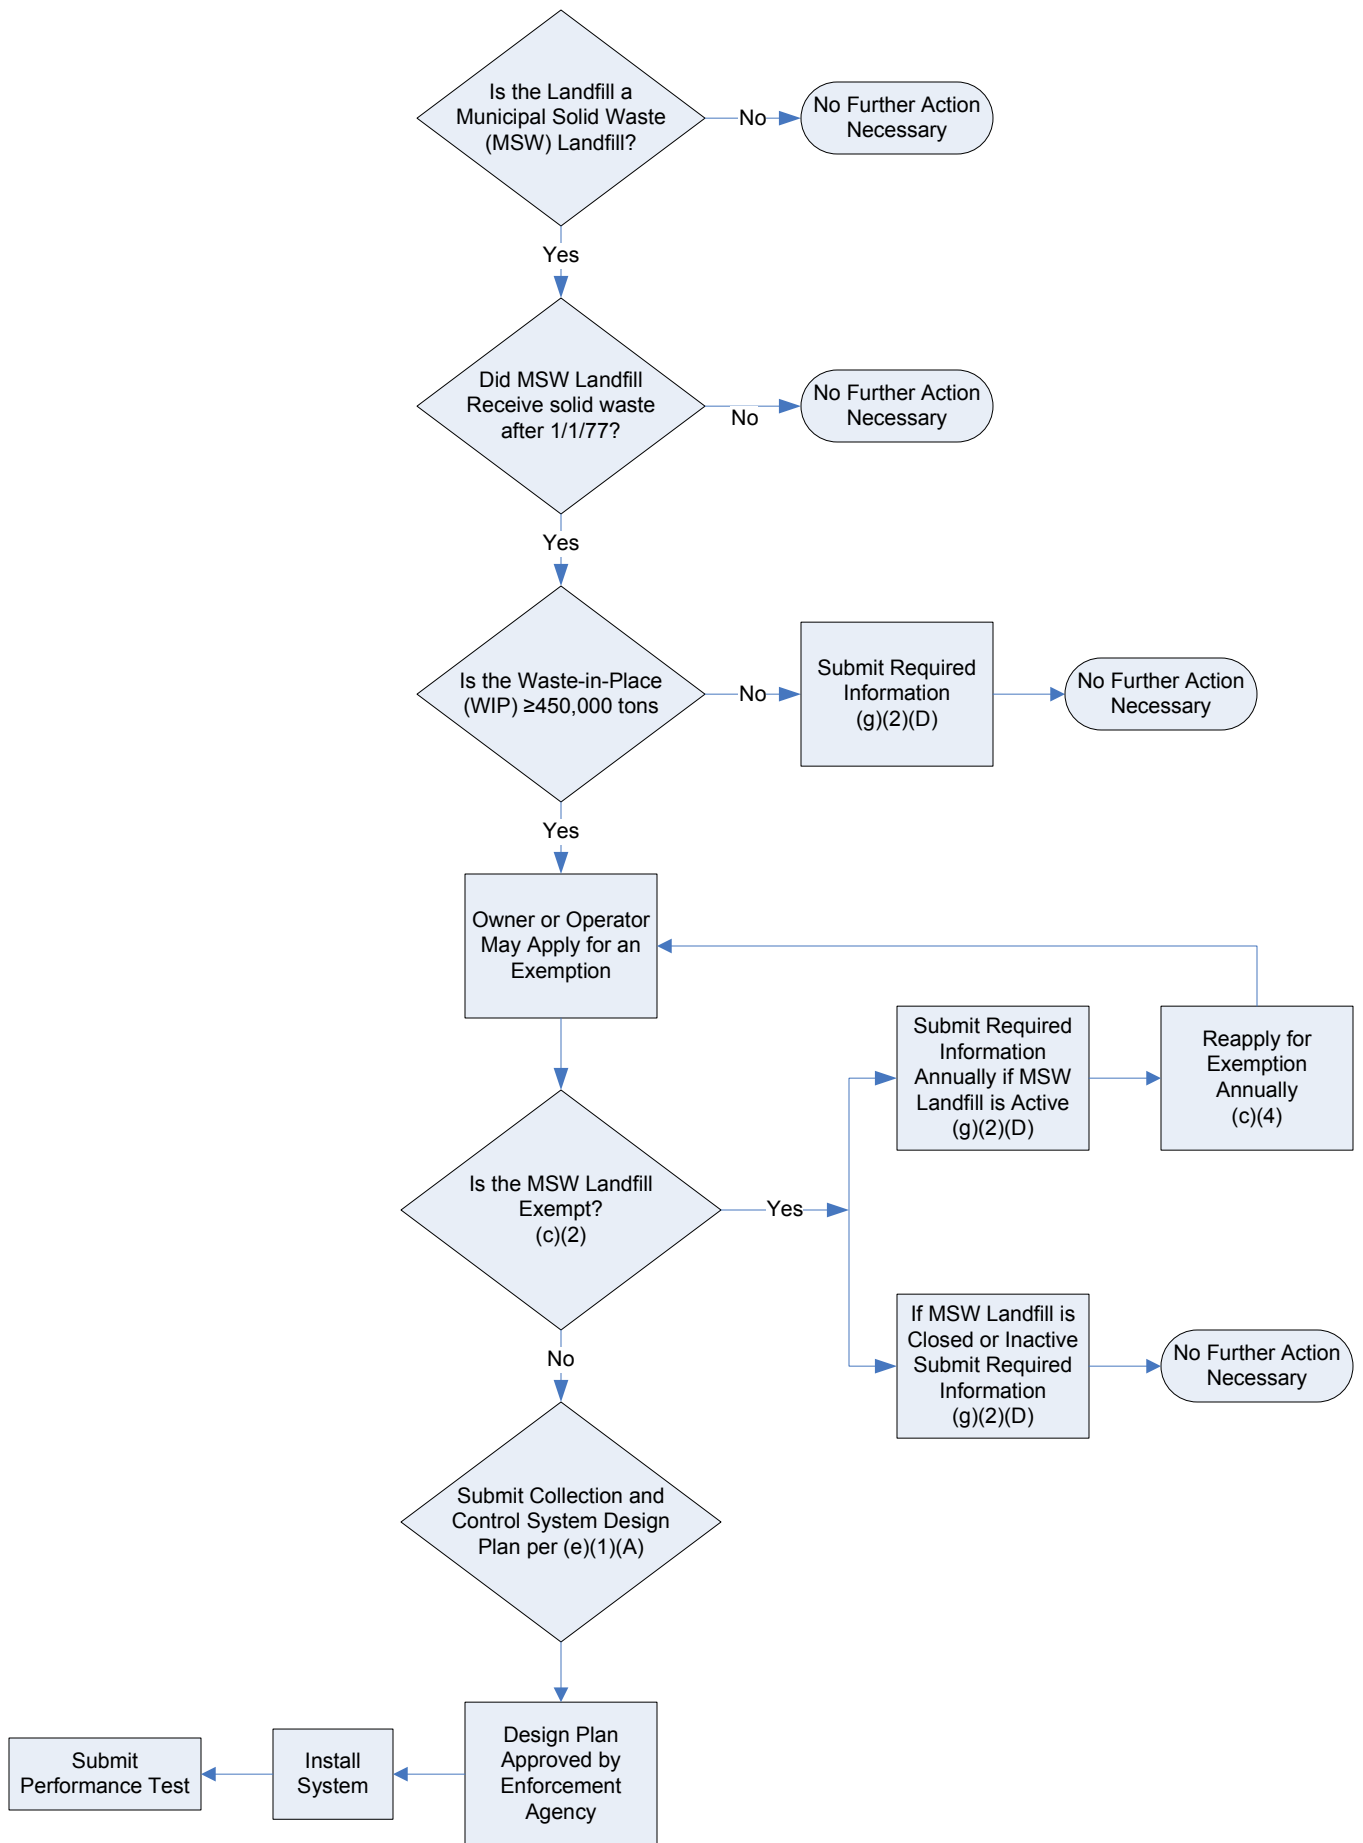 Is the Landfill a
Municipal Solid Waste
(MSW) Landfill?
No
No Further Action
Necessary
Yes
Did MSW Landfill
Receive solid waste
after 1/1/77?
No
No Further Action
Necessary
Yes
Is the Waste-in-Place
(WIP) ≥450,000 tons
No
Submit Required
Information
(g)(2)(D)
No Further Action
Necessary
Yes
Owner or Operator
May Apply for an
Exemption
Is the MSW Landfill
Exempt?
(c)(2)
Yes
Submit Required
Information
Annually if MSW
Landfill is Active
(g)(2)(D)
Reapply for
Exemption
Annually
(c)(4)
If MSW Landfill is
Closed or Inactive
Submit Required
Information
(g)(2)(D)
No Further Action
Necessary
No
Submit Collection and
Control System Design
Plan per (e)(1)(A)
Design Plan
Approved by
Enforcement
Agency
Install
System
Submit
Performance Test